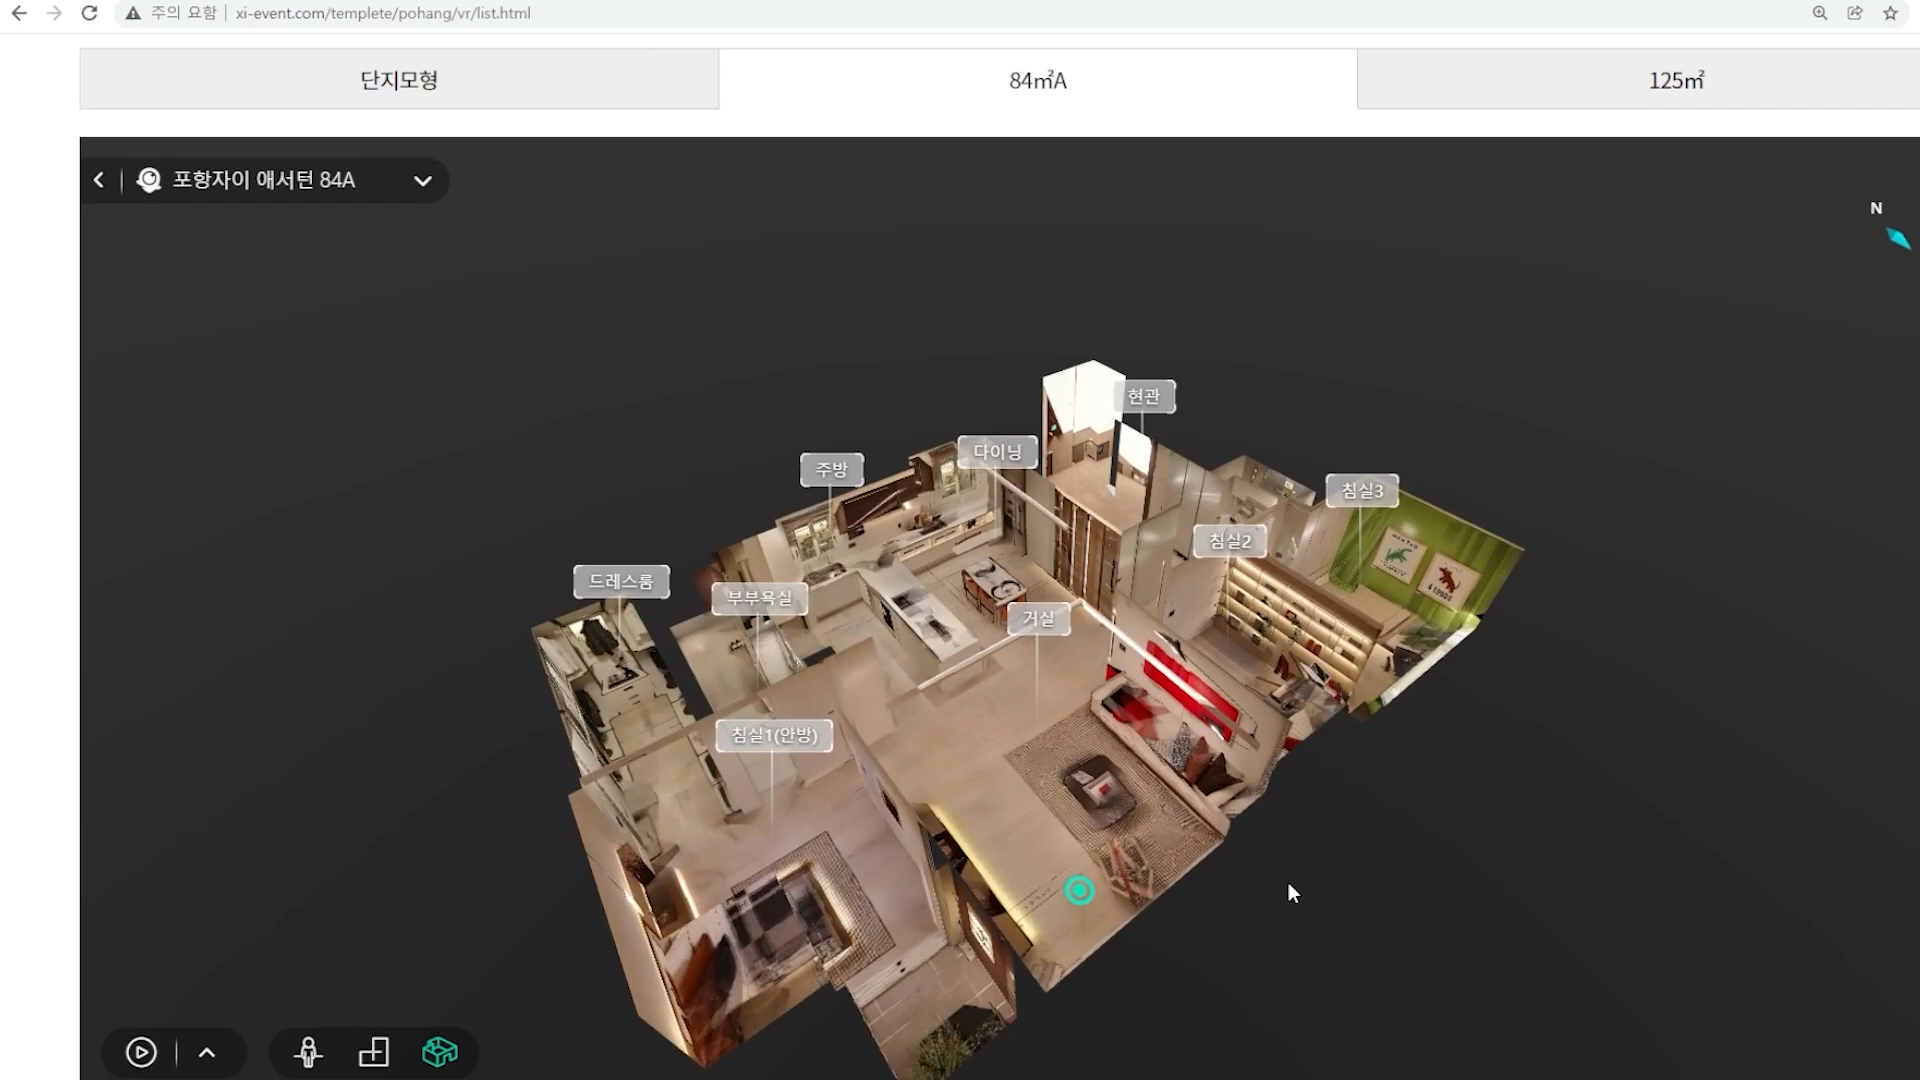 주의 요함 | xi-event.com/templete/pohang/vr/list.html
단지모형
84㎡A
125㎡
포항자이 애서턴 84A
N
현관
다이닝
주방
침실3
침실2
드레스룸
부부욕실
거실
침실1(안방)